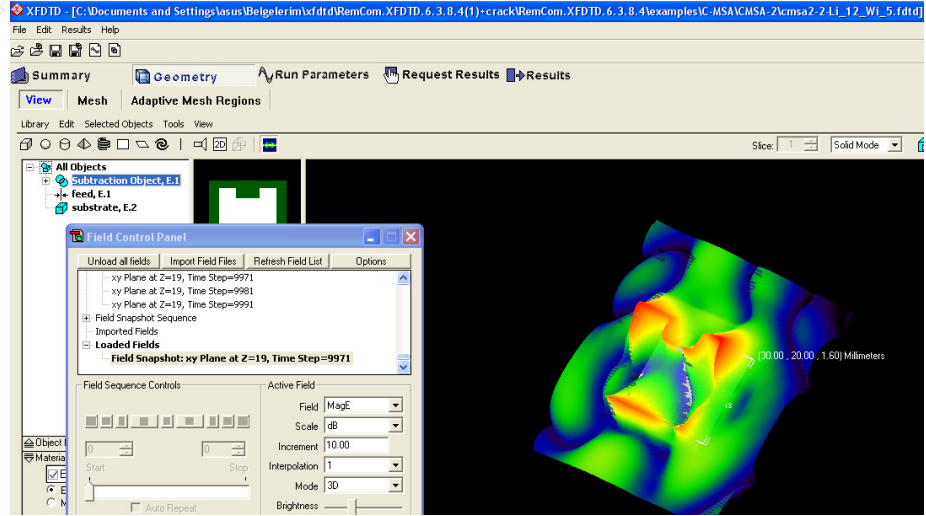 XFDTD - [C:\Documents and Settings\asus\Belgelerim\xfdtd\RemCom.XFDTD.6.3.8.4(1)+crack\RemCom.XFDTD.6.3.8.4\examples\C-MSA\CMSA-2\cmsa2-2-Li_12_Wi_5.fdtd]
File Edit Results Help
Summary Geometry Run Parameters Request Results Results
View Mesh Adaptive Mesh Regions
Library Edit Selected Objects Tools View
2D Slice: 1 Solid Mode
All Objects
Subtraction Object, E.1
feed, E.1
substrate, E.2
Field Control Panel
Unload all fields Import Field Files Refresh Field List Options
xy Plane at Z=19, Time Step=9971
xy Plane at Z=19, Time Step=9981
xy Plane at Z=19, Time Step=9991
Field Snapshot Sequence
Imported Fields
Loaded Fields
Field Snapshot: xy Plane at Z=19, Time Step=9971
(30.00 , 20.00 , 1.60) Millimeters
Field Sequence Controls Active Field
Field MagE
Scale dB
0 0 Increment 10.00
Start Stop Interpolation 1
Mode 3D
Auto Repeat Brightness
Object
Materia
E
E
M